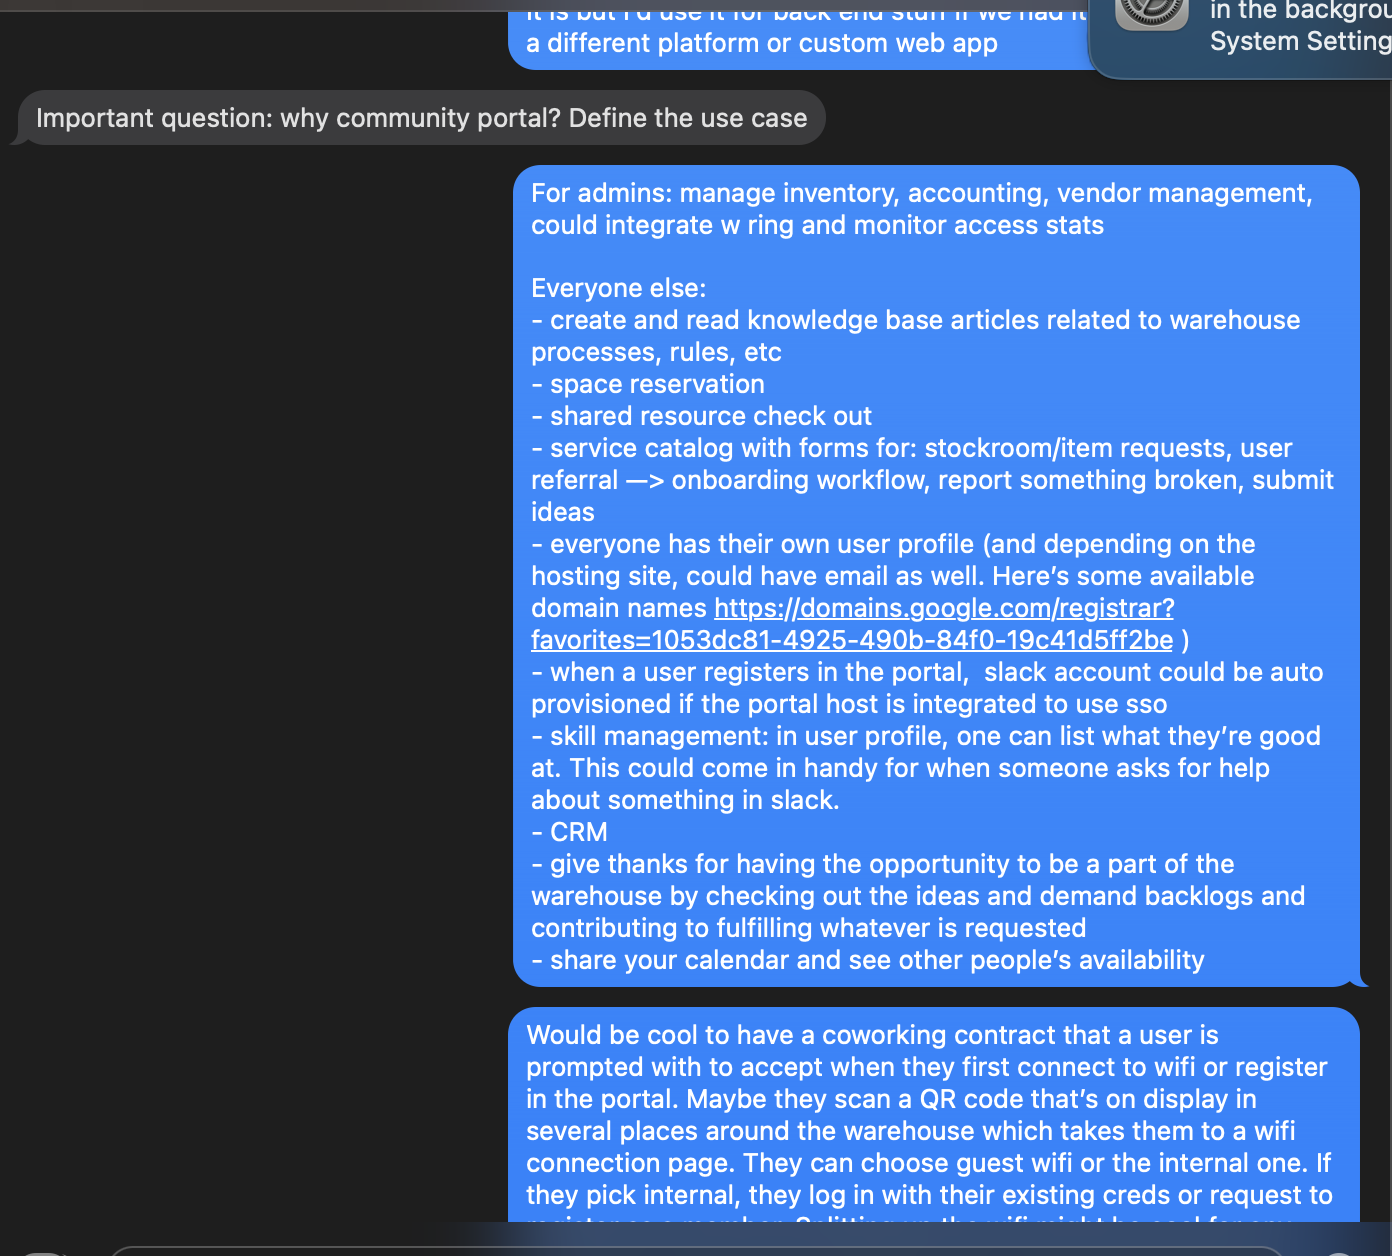 it is but I'd use it for back end stuff if we had it
a different platform or custom web app
in the backgrou
System Setting
Important question: why community portal? Define the use case
For admins: manage inventory, accounting, vendor management,
could integrate w ring and monitor access stats
Everyone else:
- create and read knowledge base articles related to warehouse
processes, rules, etc
- space reservation
- shared resource check out
- service catalog with forms for: stockroom/item requests, user
referral —> onboarding workflow, report something broken, submit
ideas
- everyone has their own user profile (and depending on the
hosting site, could have email as well. Here’s some available
domain names https://domains.google.com/registrar?
favorites=1053dc81-4925-490b-84f0-19c41d5ff2be )
- when a user registers in the portal,  slack account could be auto
provisioned if the portal host is integrated to use sso
- skill management: in user profile, one can list what they’re good
at. This could come in handy for when someone asks for help
about something in slack.
- CRM
- give thanks for having the opportunity to be a part of the
warehouse by checking out the ideas and demand backlogs and
contributing to fulfilling whatever is requested
- share your calendar and see other people’s availability
Would be cool to have a coworking contract that a user is
prompted with to accept when they first connect to wifi or register
in the portal. Maybe they scan a QR code that’s on display in
several places around the warehouse which takes them to a wifi
connection page. They can choose guest wifi or the internal one. If
they pick internal, they log in with their existing creds or request to